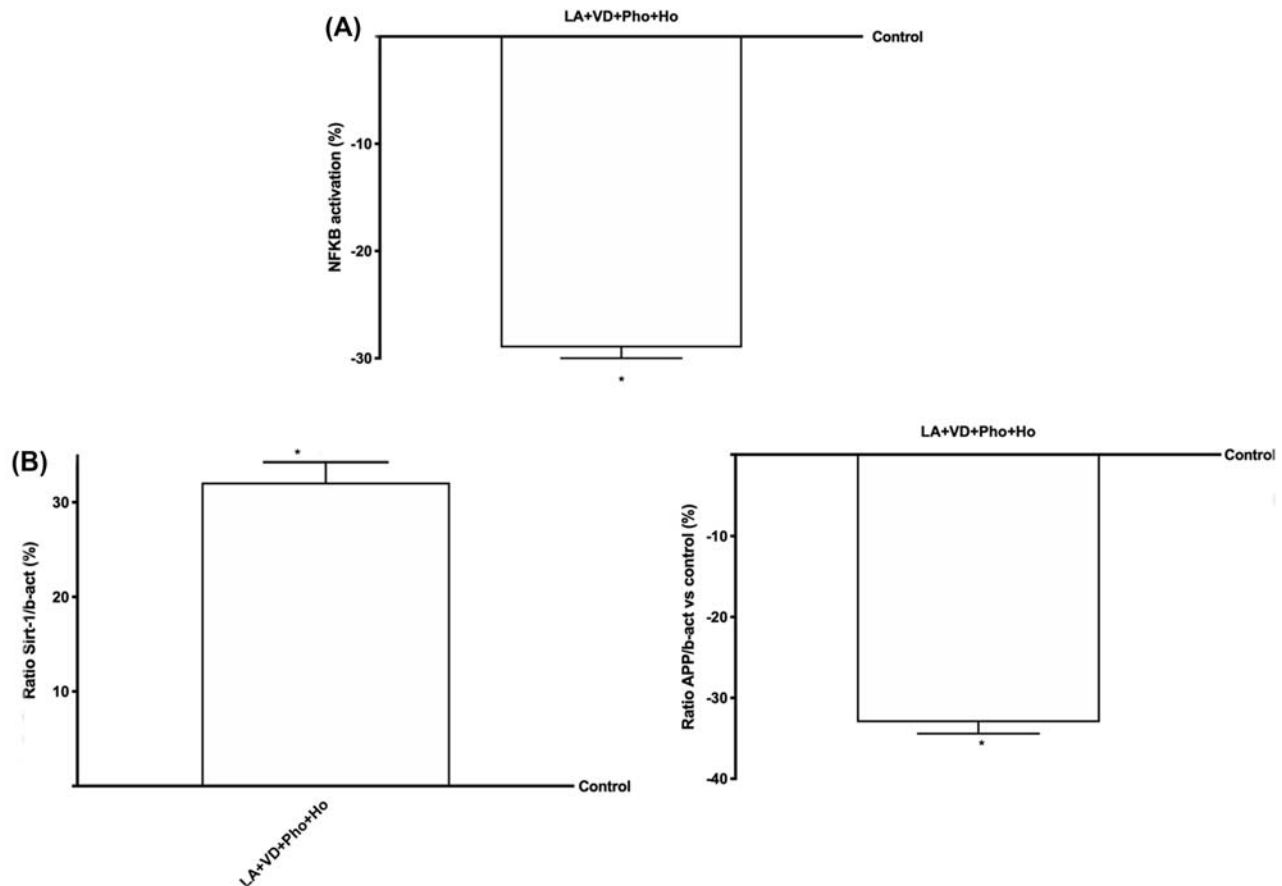 (A)
LA+VD+Pho+Ho
Control
NFKB activation (%)
-10
-20
-30
*
(B)
*
Ratio Sirt-1/b-act (%)
30
20
10
Control
LA+VD+Pho+Ho
LA+VD+Pho+Ho
Control
Ratio APP/b-act vs control (%)
-10
-20
-30
-40
*